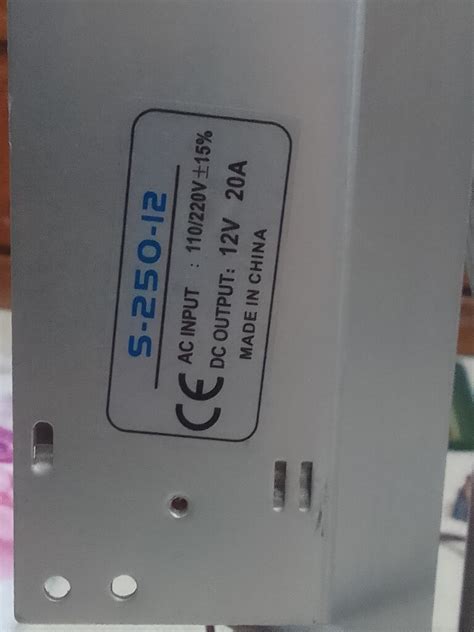 S-250-12
AC INPUT : 110/220V±15%
DC OUTPUT: 12V 20A
CE MADE IN CHINA